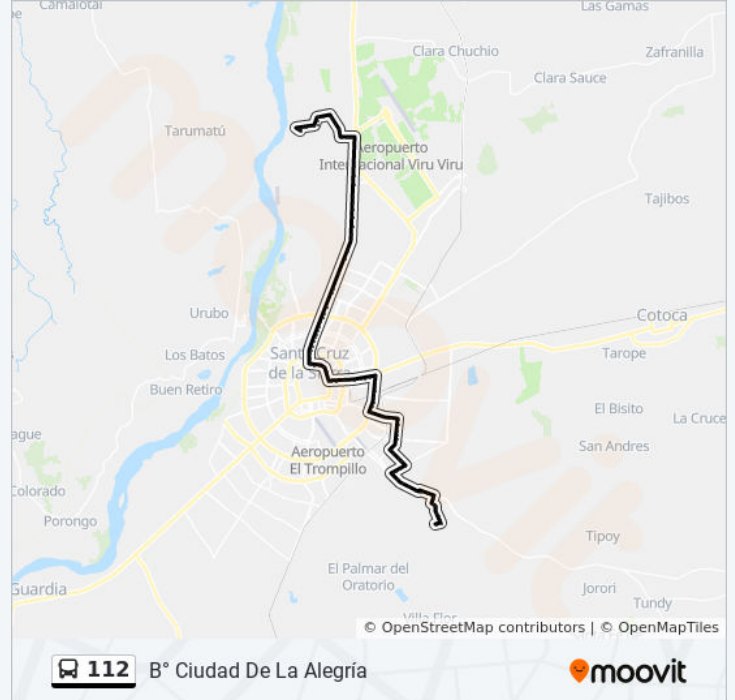 Camaiotal
Las Gamas
Clara Chuchio
Zafranilla
Clara Sauce
Tarumatú
Aeropuerto
Internacional Viru Viru
Tajibos
Urubo
Cotoca
Santa Cruz
de la Sierra
Los Batos
Tarope
Buen Retiro
El Bisito
La Cruce
ague
San Andres
Aeropuerto
El Trompillo
Colorado
Porongo
Tipoy
El Palmar del
Oratorio
Guardia
Jorori
Tundy
Villa Flor
© OpenStreetMap contributors | © OpenMapTiles
112 B° Ciudad De La Alegría
moovit